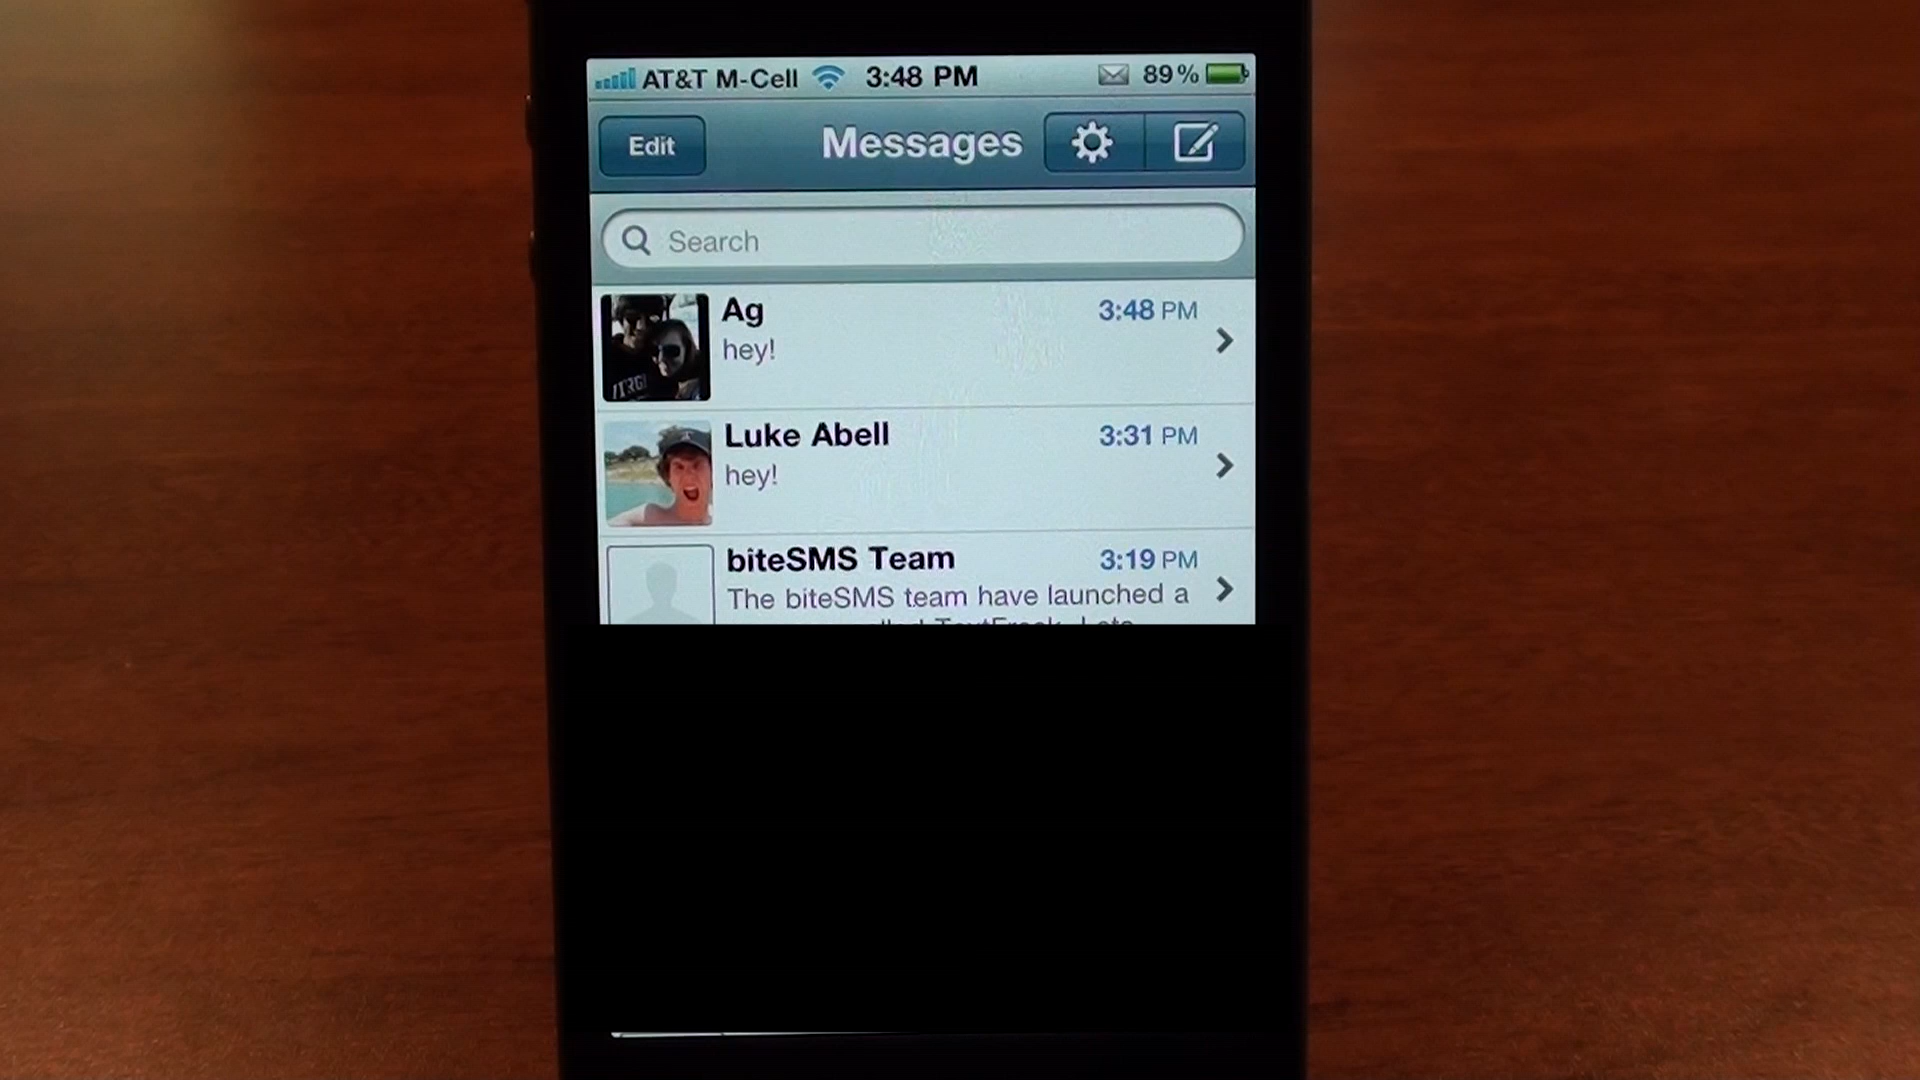 AT&T M-Cell 3:48 PM 89%
Edit Messages
Search
Ag 3:48 PM
hey!
Luke Abell 3:31 PM
hey!
biteSMS Team 3:19 PM
The biteSMS team have launched a